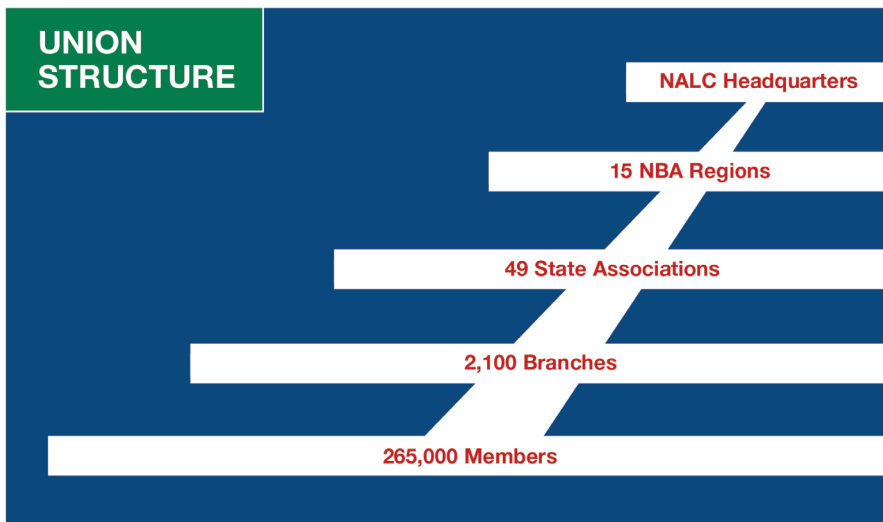 UNION
STRUCTURE
NALC Headquarters
15 NBA Regions
49 State Associations
2,100 Branches
265,000 Members